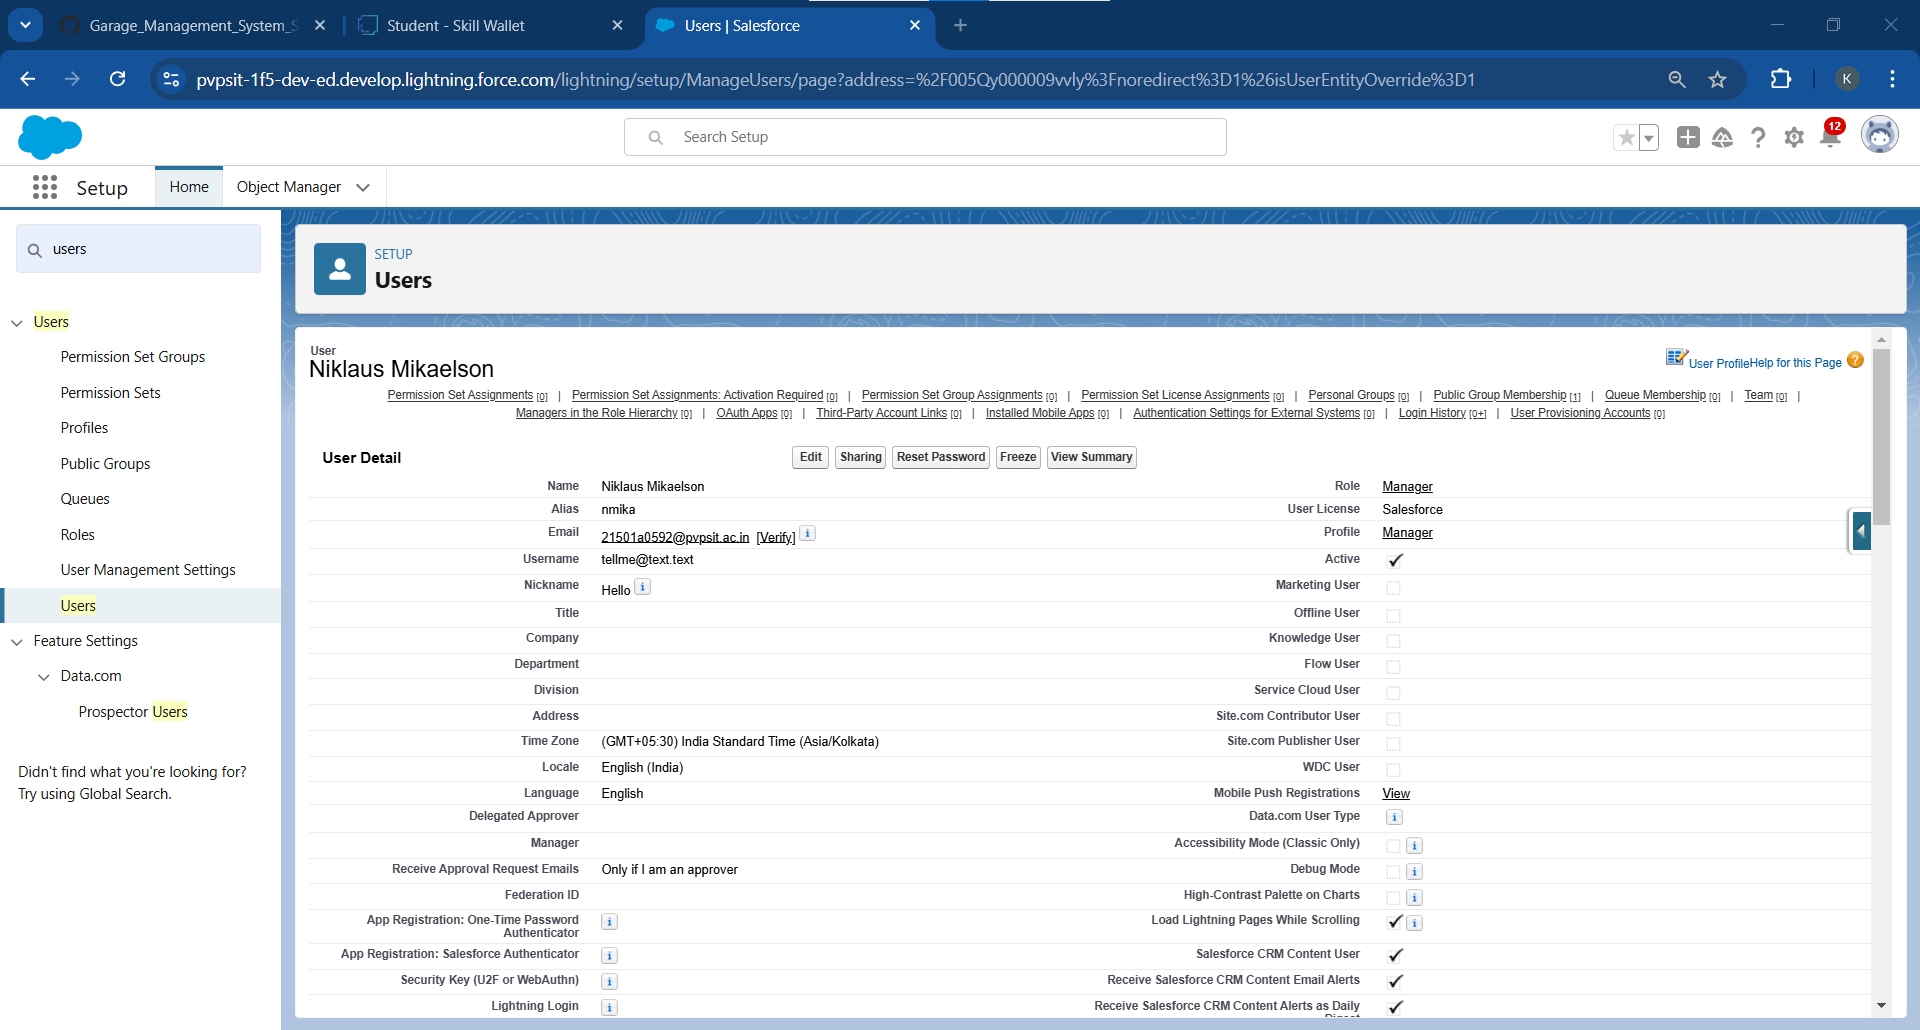 Garage_Management_System_S
Student - Skill Wallet
Users | Salesforce
pvpsit-1f5-dev-ed.develop.lightning.force.com/lightning/setup/ManageUsers/page?address=%2F005Qy000009vvly%3Fnoredirect%3D1%26isUserEntityOverride%3D1
K
Search Setup
12
Setup
Home
Object Manager
users
Users
Permission Set Groups
Permission Sets
Profiles
Public Groups
Queues
Roles
User Management Settings
Users
Feature Settings
Data.com
Prospector Users
Didn't find what you're looking for?
Try using Global Search.
SETUP
Users
User
Niklaus Mikaelson
User Profile Help for this Page
Permission Set Assignments [0] | Permission Set Assignments: Activation Required [0] | Permission Set Group Assignments [0] | Permission Set License Assignments [0] | Personal Groups [0] | Public Group Membership [1] | Queue Membership [0] | Team [0] |
Managers in the Role Hierarchy [0] | OAuth Apps [0] | Third-Party Account Links [0] | Installed Mobile Apps [0] | Authentication Settings for External Systems [0] | Login History [0+] | User Provisioning Accounts [0]
User Detail
Edit Sharing Reset Password Freeze View Summary
Name Niklaus Mikaelson Role Manager
Alias nmika User License Salesforce
Email 21501a0592@pvpsit.ac.in [Verify] Profile Manager
Username tellme@text.text Active
Nickname Hello Marketing User
Title Offline User
Company Knowledge User
Department Flow User
Division Service Cloud User
Address Site.com Contributor User
Time Zone (GMT+05:30) India Standard Time (Asia/Kolkata) Site.com Publisher User
Locale English (India) WDC User
Language English Mobile Push Registrations View
Delegated Approver Data.com User Type
Manager Accessibility Mode (Classic Only)
Receive Approval Request Emails Only if I am an approver Debug Mode
Federation ID High-Contrast Palette on Charts
App Registration: One-Time Password Load Lightning Pages While Scrolling
Authenticator
App Registration: Salesforce Authenticator Salesforce CRM Content User
Security Key (U2F or WebAuthn) Receive Salesforce CRM Content Email Alerts
Lightning Login Receive Salesforce CRM Content Alerts as Daily